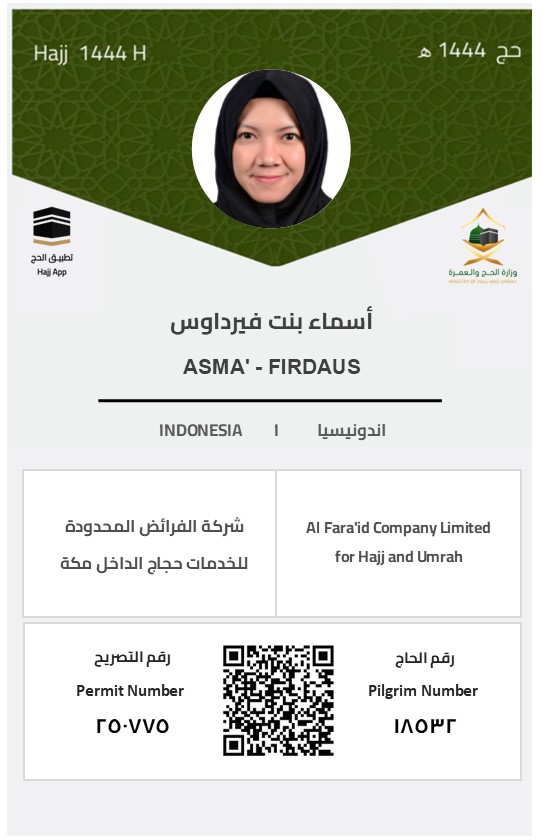 Hajj 1444 H
حج 1444 هـ
تطبيق الحج
Hajj App
وزارة الحـج والعـمـرة
MINISTRY OF HAJJ AND UMRAH
أسماء بنت فيرداوس
ASMA' - FIRDAUS
INDONESIA | اندونيسيا
شركة الفرائض المحدودة
للخدمات حجاج الداخل مكة
Al Fara'id Company Limited
for Hajj and Umrah
رقم التصريح
Permit Number
٢٥٠٧٧٥
رقم الحاج
Pilgrim Number
١٨٥٣٢